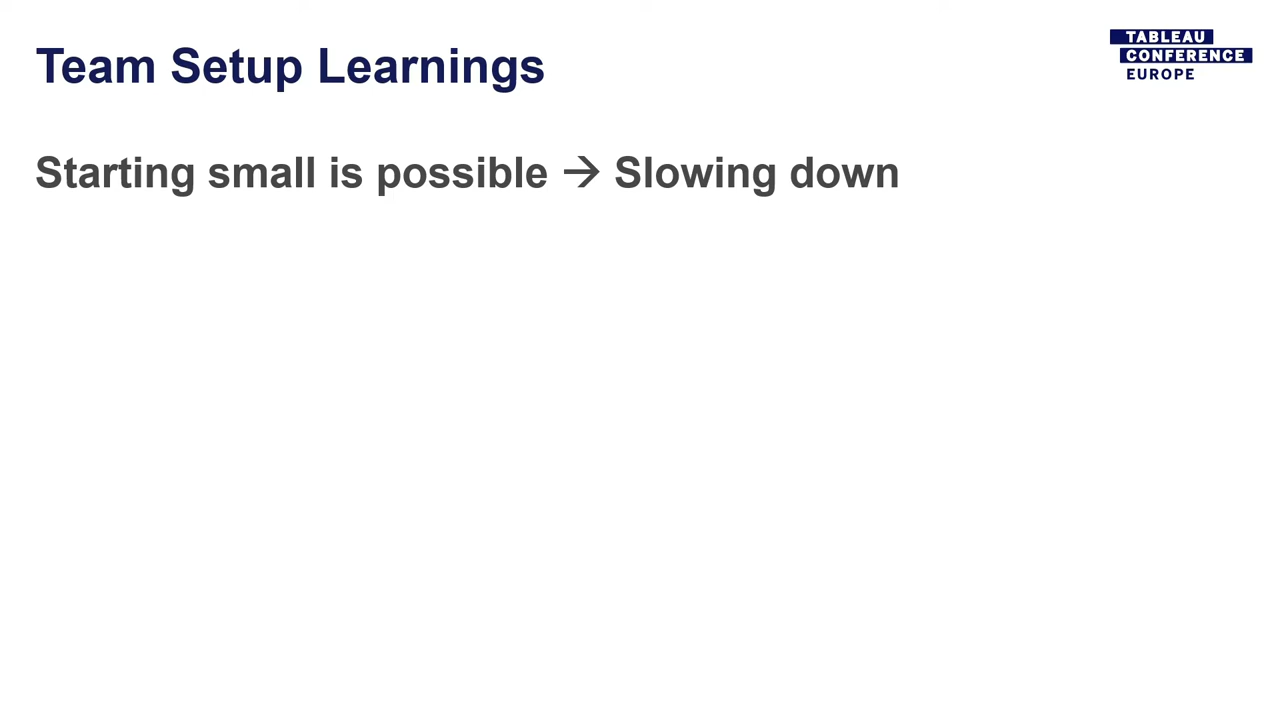 Team Setup Learnings
TABLEAU
CONFERENCE
EUROPE
Starting small is possible → Slowing down